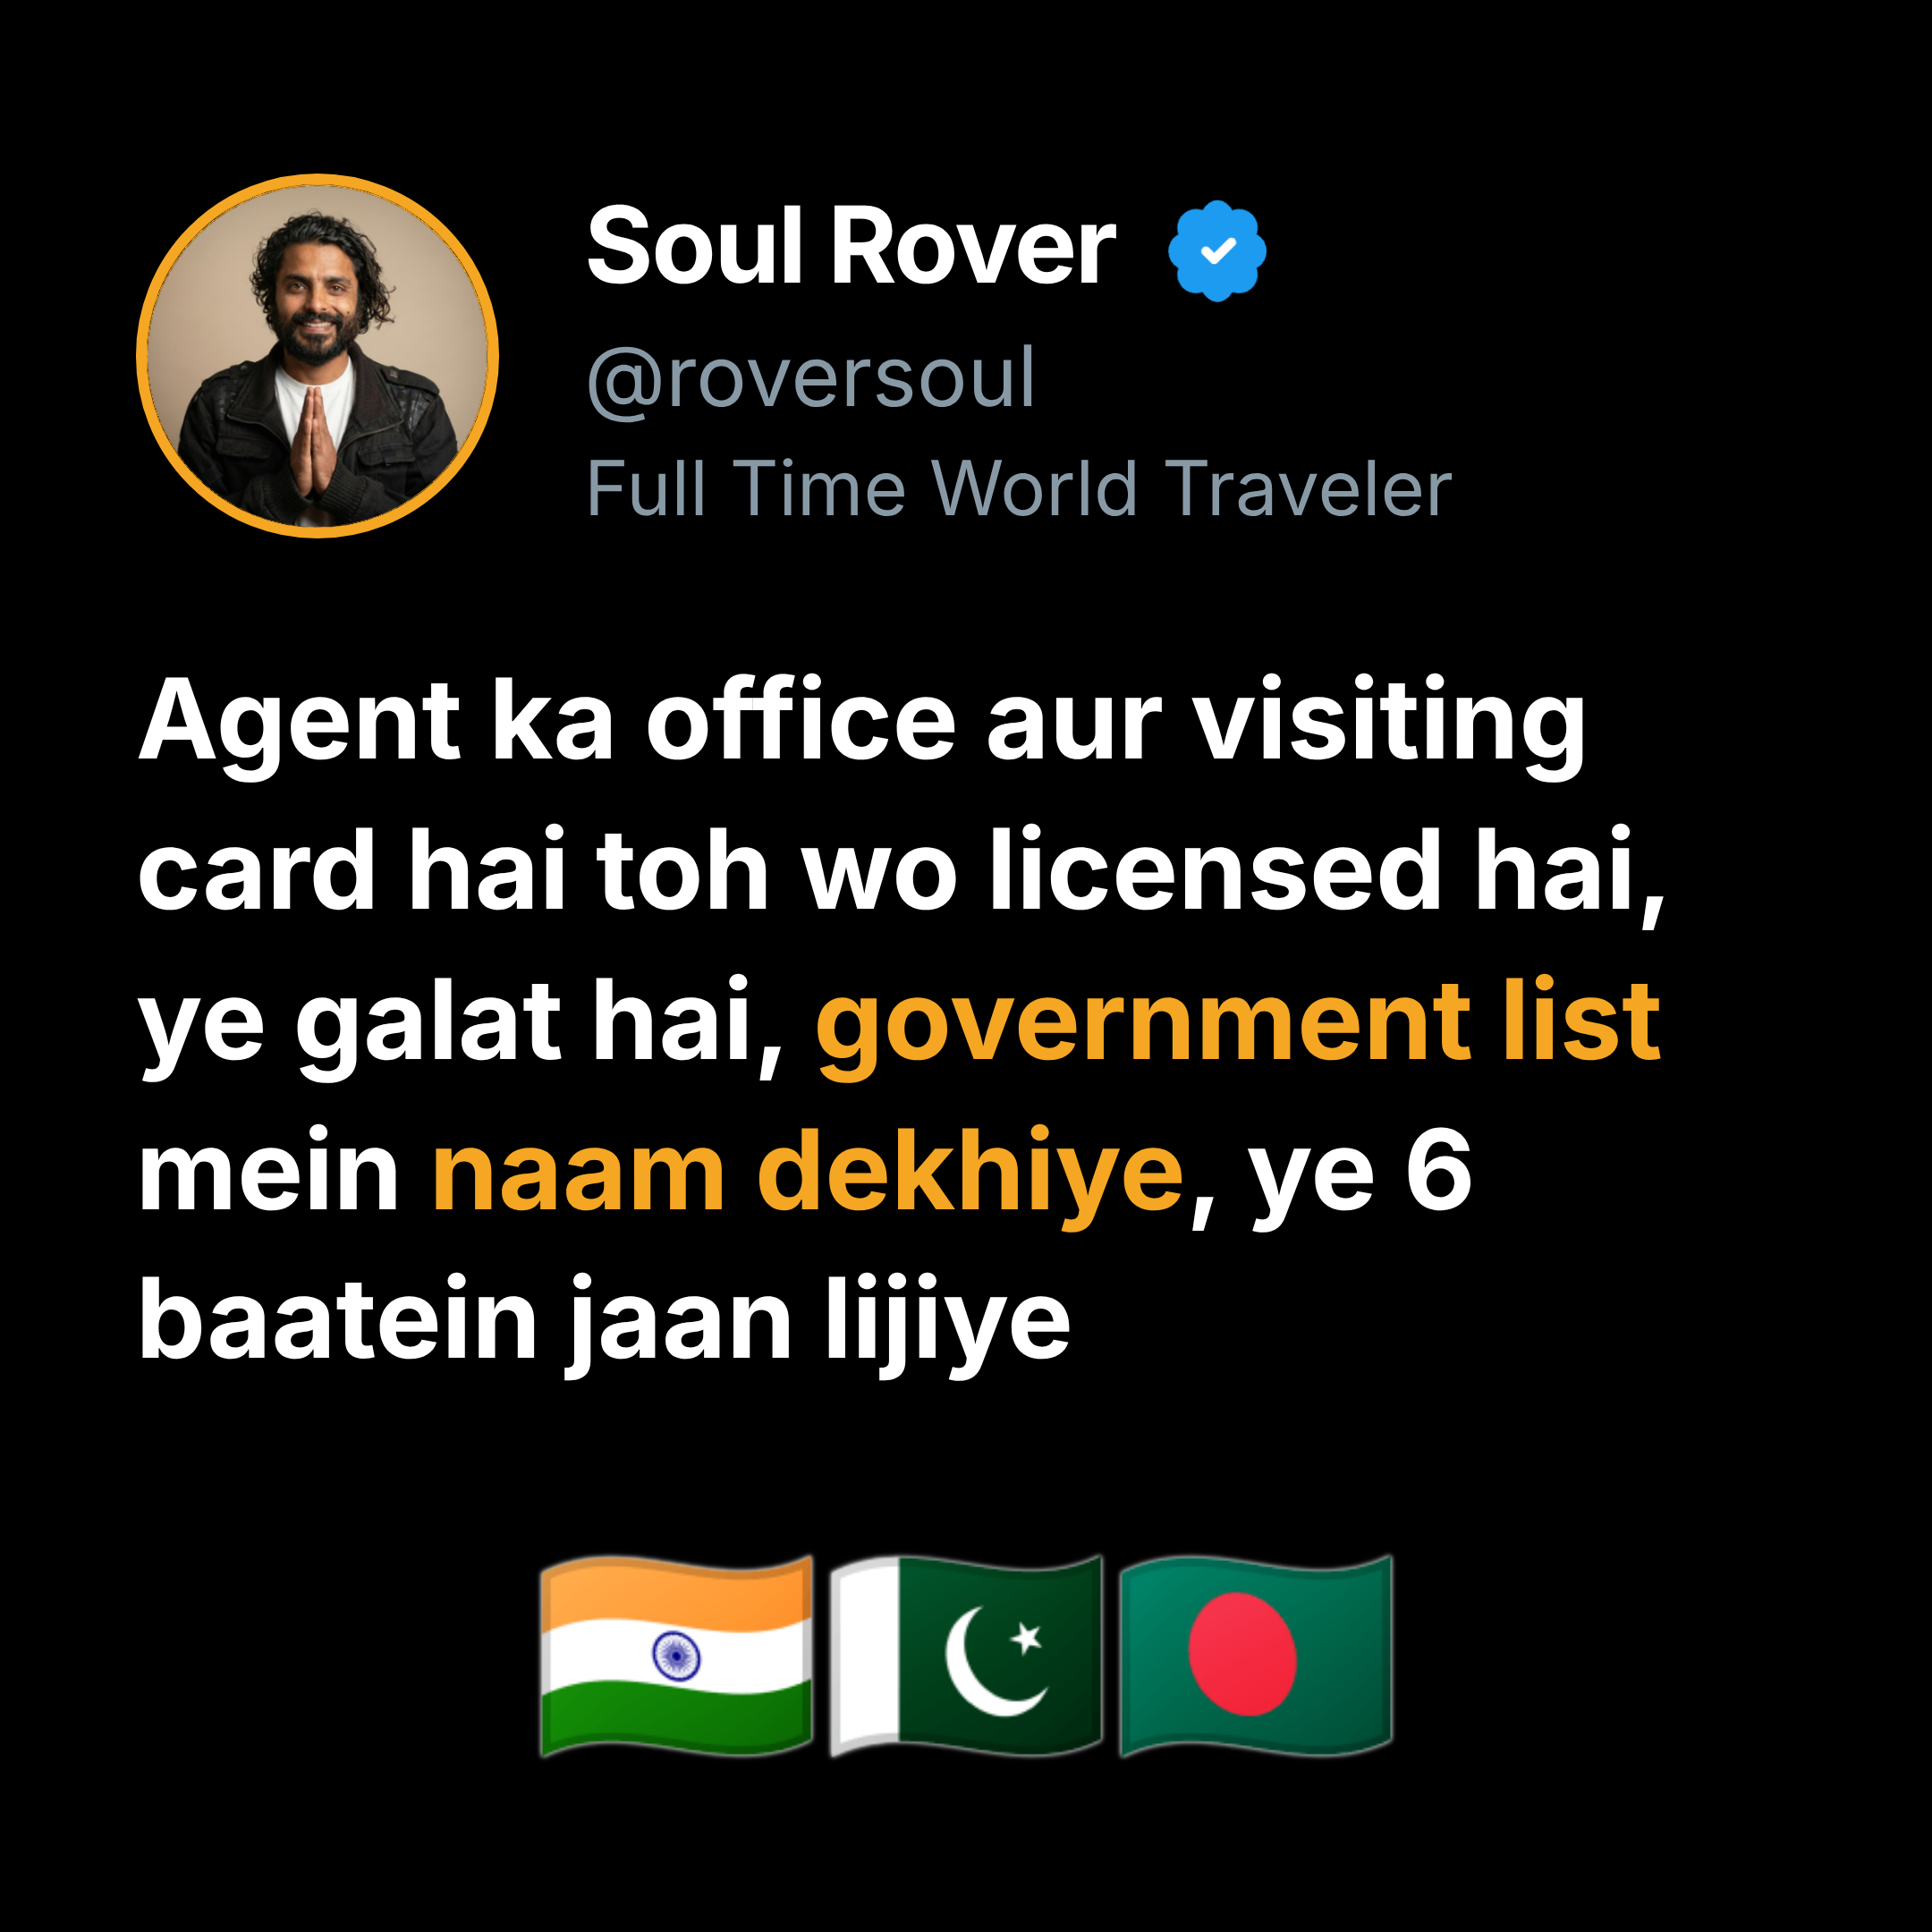 Soul Rover
@roversoul
Full Time World Traveler
Agent ka office aur visiting
card hai toh wo licensed hai,
ye galat hai, government list
mein naam dekhiye, ye 6
baatein jaan lijiye